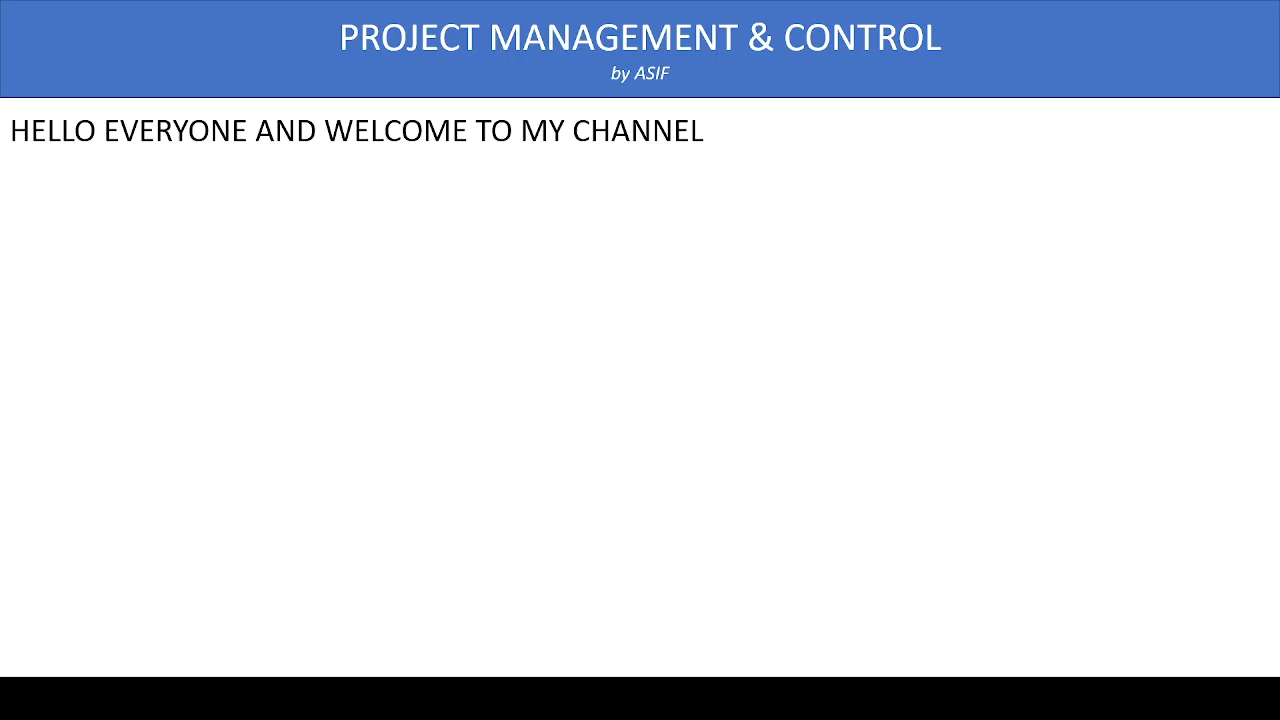 PROJECT MANAGEMENT & CONTROL
by ASIF
HELLO EVERYONE AND WELCOME TO MY CHANNEL